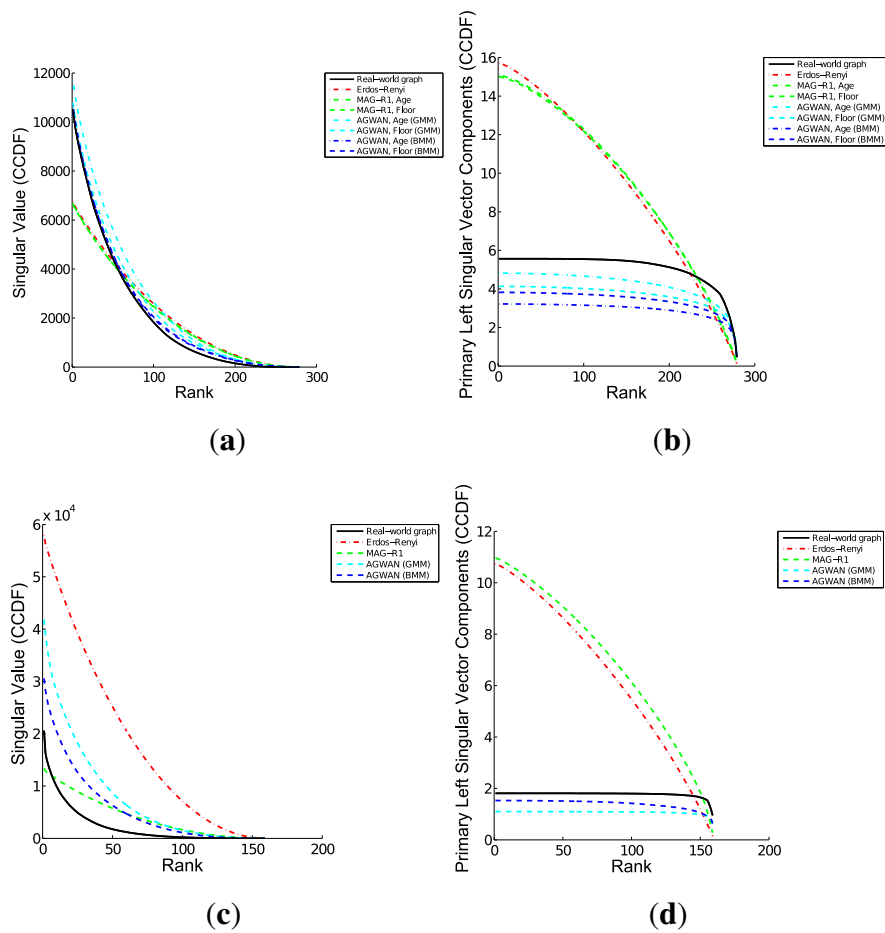 Singular Value (CCDF)
12000
10000
8000
6000
4000
2000
0
0
100
200
300
Rank
Real-world graph
Erdos-Renyi
MAG-R1, Age
MAG-R1, Floor
AGWAN, Age (GMM)
AGWAN, Floor (GMM)
AGWAN, Age (BMM)
AGWAN, Floor (BMM)
(a)
Primary Left Singular Vector Components (CCDF)
16
14
12
10
8
6
4
2
0
0
100
200
300
Rank
Real-world graph
Erdos-Renyi
MAG-R1, Age
MAG-R1, Floor
AGWAN, Age (GMM)
AGWAN, Floor (GMM)
AGWAN, Age (BMM)
AGWAN, Floor (BMM)
(b)
Singular Value (CCDF)
x 10^4
6
5
4
3
2
1
0
0
50
100
150
200
Rank
Real-world graph
Erdos-Renyi
MAG-R1
AGWAN (GMM)
AGWAN (BMM)
(c)
Primary Left Singular Vector Components (CCDF)
12
10
8
6
4
2
0
0
50
100
150
200
Rank
Real-world graph
Erdos-Renyi
MAG-R1
AGWAN (GMM)
AGWAN (BMM)
(d)